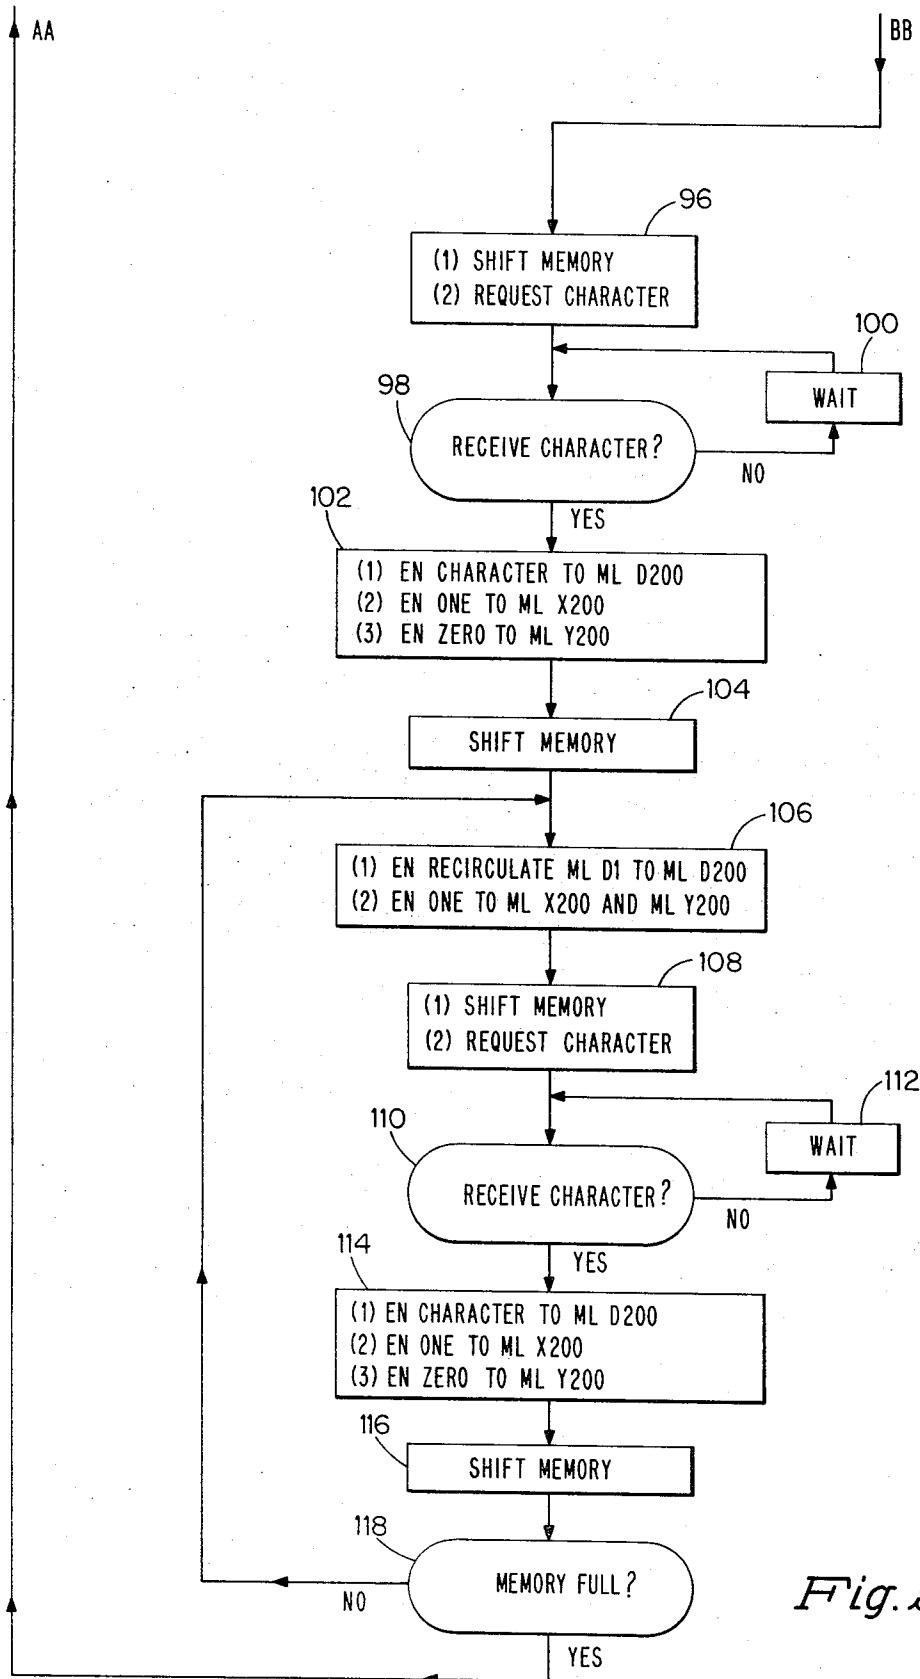 AA
BB
96
(1) SHIFT MEMORY
(2) REQUEST CHARACTER
100
WAIT
98
RECEIVE CHARACTER?
NO
YES
102
(1) EN CHARACTER TO ML D200
(2) EN ONE TO ML X200
(3) EN ZERO TO ML Y200
104
SHIFT MEMORY
106
(1) EN RECIRCULATE ML D1 TO ML D200
(2) EN ONE TO ML X200 AND ML Y200
108
(1) SHIFT MEMORY
(2) REQUEST CHARACTER
112
WAIT
110
RECEIVE CHARACTER?
NO
YES
114
(1) EN CHARACTER TO ML D200
(2) EN ONE TO ML X200
(3) EN ZERO TO ML Y200
116
SHIFT MEMORY
118
MEMORY FULL?
NO
YES
Fig.